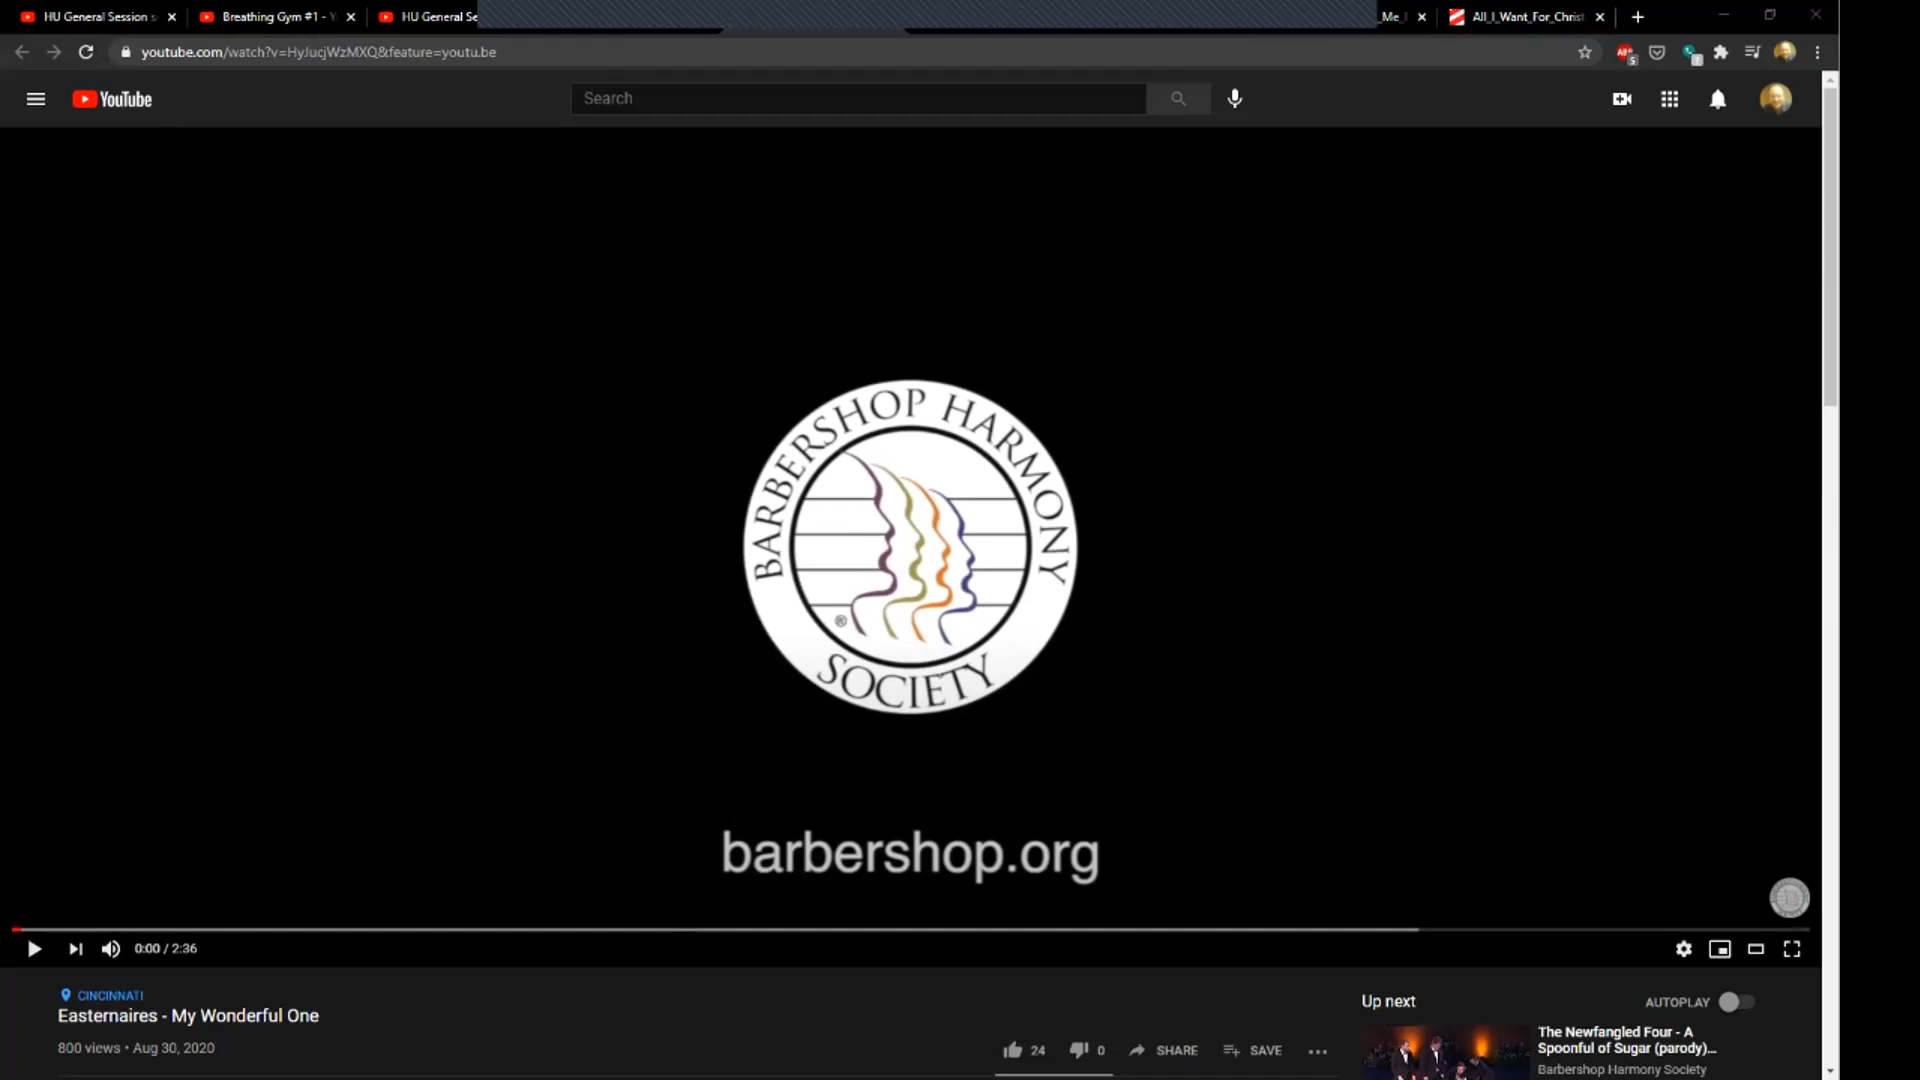 HU General Session
Breathing Gym #1 - Y
HU General Se
_Me_
All_I_Want_For_Christ
youtube.com/watch?v=HyJucjWzMXQ&feature=youtu.be
YouTube
Search
BARBERSHOP HARMONY
®
SOCIETY
barbershop.org
0:00 / 2:36
CINCINNATI
Easternaires - My Wonderful One
800 views • Aug 30, 2020
24
0
SHARE
SAVE
Up next
AUTOPLAY
The Newfangled Four - A
Spoonful of Sugar (parody)...
Barbershop Harmony Society